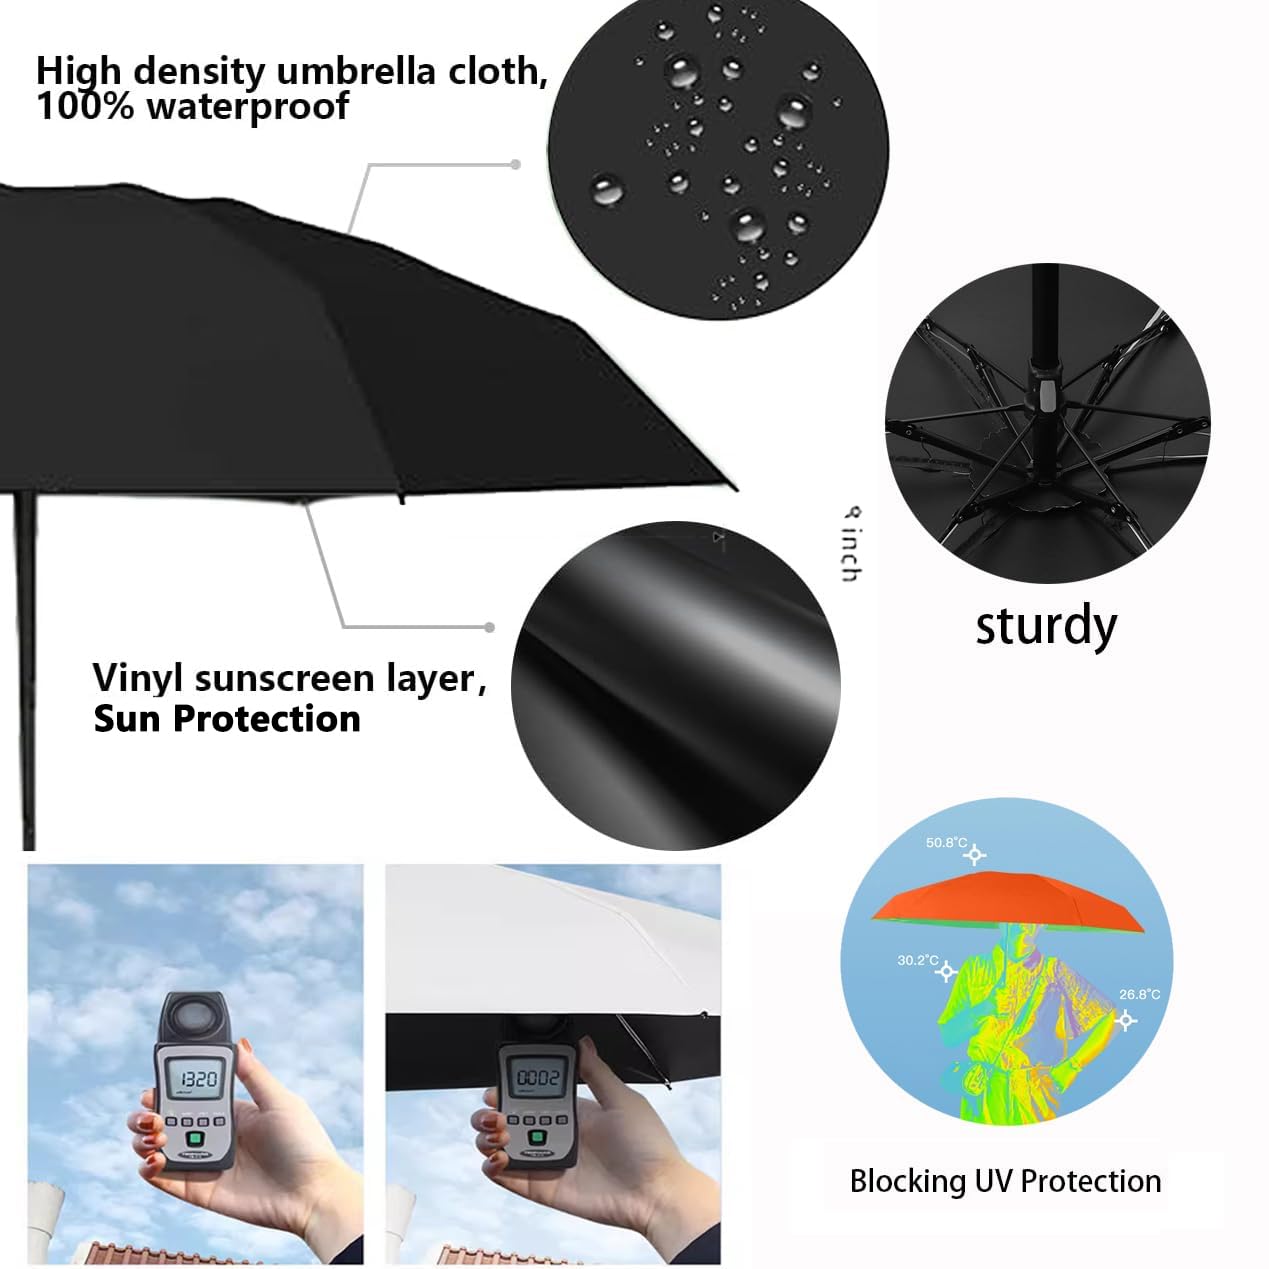 High density umbrella cloth,
100% waterproof
9 inch
sturdy
Vinyl sunscreen layer,
Sun Protection
50.8°C
30.2°C
26.8°C
1320
0002
Blocking UV Protection